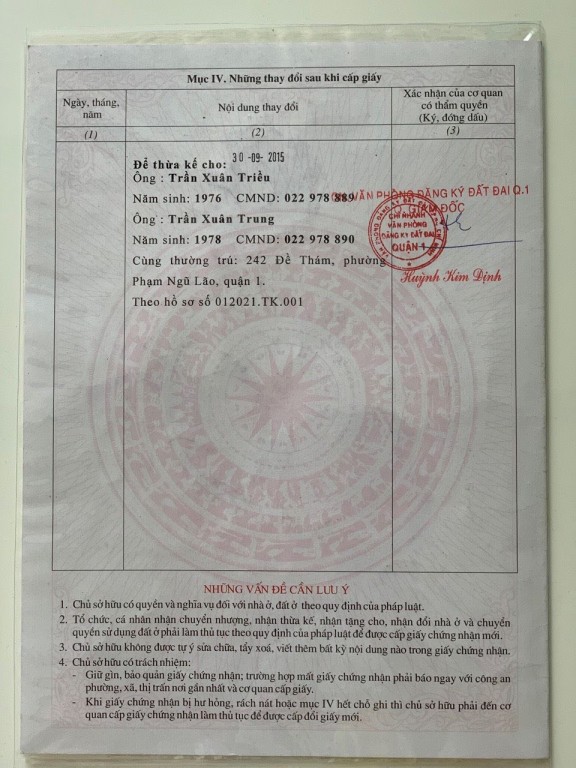 Mục IV. Những thay đổi sau khi cấp giấy
Ngày, tháng, năm
Nội dung thay đổi
Xác nhận của cơ quan có thẩm quyền (Ký, đóng dấu)
(1)
(2)
(3)
30-09-2015
Để thừa kế cho:
Ông : Trần Xuân Triều
Năm sinh: 1976 CMND: 022 978 889
Ông : Trần Xuân Trung
Năm sinh: 1978 CMND: 022 978 890
Cùng thường trú: 242 Đề Thám, phường
Phạm Ngũ Lão, quận 1.
Theo hồ sơ số 012021.TK.001
VĂN PHÒNG ĐĂNG KÝ ĐẤT ĐAI Q.1
GIÁM ĐỐC
CHI NHÁNH
VĂN PHÒNG
ĐĂNG KÝ ĐẤT ĐAI
QUẬN 1
Huỳnh Kim Định
NHỮNG VẤN ĐỀ CẦN LƯU Ý
1. Chủ sở hữu có quyền và nghĩa vụ đối với nhà ở, đất ở theo quy định của pháp luật.
2. Tổ chức, cá nhân nhận chuyển nhượng, nhận thừa kế, nhận tặng cho, nhận đổi nhà ở và chuyển
quyền sử dụng đất ở phải làm thủ tục theo quy định của pháp luật để được cấp giấy chứng nhận mới.
3. Chủ sở hữu không được tự ý sửa chữa, tẩy xoá, viết thêm bất kỳ nội dung nào trong giấy chứng nhận.
4. Chủ sở hữu có trách nhiệm:
- Giữ gìn, bảo quản giấy chứng nhận; trường hợp mất giấy chứng nhận phải báo ngay với công an
phường, xã, thị trấn nơi gần nhất và cơ quan cấp giấy.
- Khi giấy chứng nhận bị hư hỏng, rách nát hoặc mục IV hết chỗ ghi thì chủ sở hữu phải đến cơ
quan cấp giấy chứng nhận làm thủ tục để được cấp đổi giấy mới.